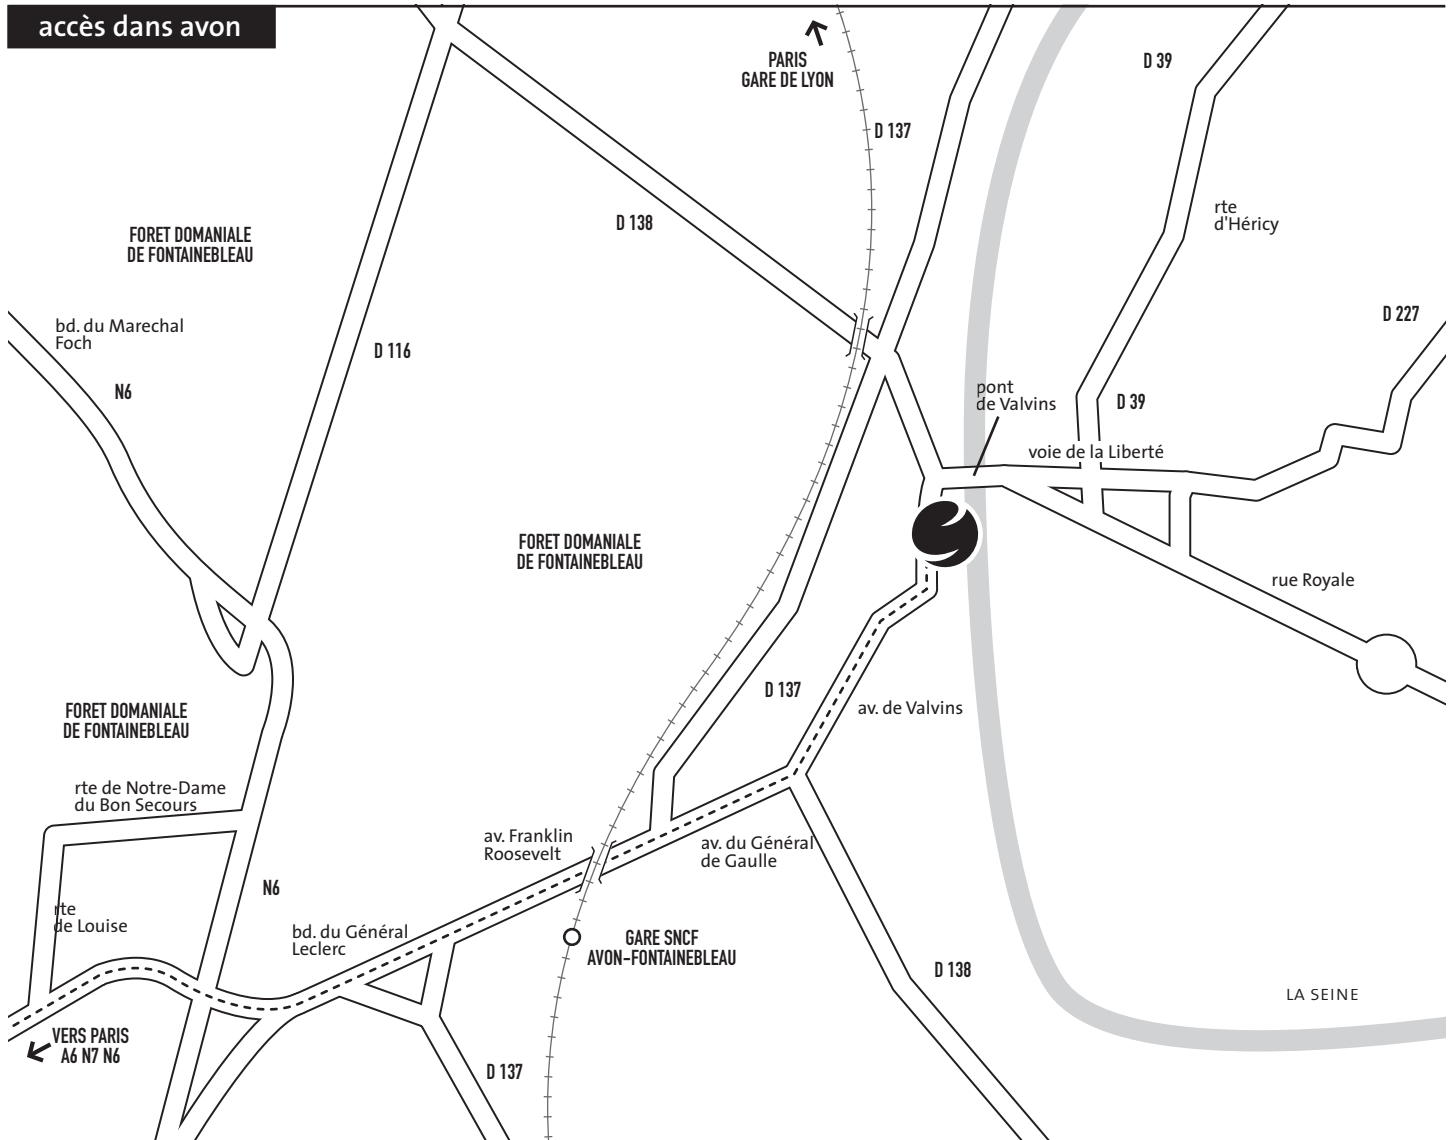 accès dans avon
PARIS
GARE DE LYON
D 39
D 137
D 138
rte
d'Héricy
FORET DOMANIALE
DE FONTAINEBLEAU
D 227
bd. du Marechal
Foch
D 116
N6
pont
de Valvins
D 39
voie de la Liberté
FORET DOMANIALE
DE FONTAINEBLEAU
rue Royale
D 137
av. de Valvins
FORET DOMANIALE
DE FONTAINEBLEAU
rte de Notre-Dame
du Bon Secours
av. Franklin
Roosevelt
av. du Général
de Gaulle
N6
rte
de Louise
bd. du Général
Leclerc
GARE SNCF
AVON-FONTAINEBLEAU
D 138
LA SEINE
VERS PARIS
A6 N7 N6
D 137